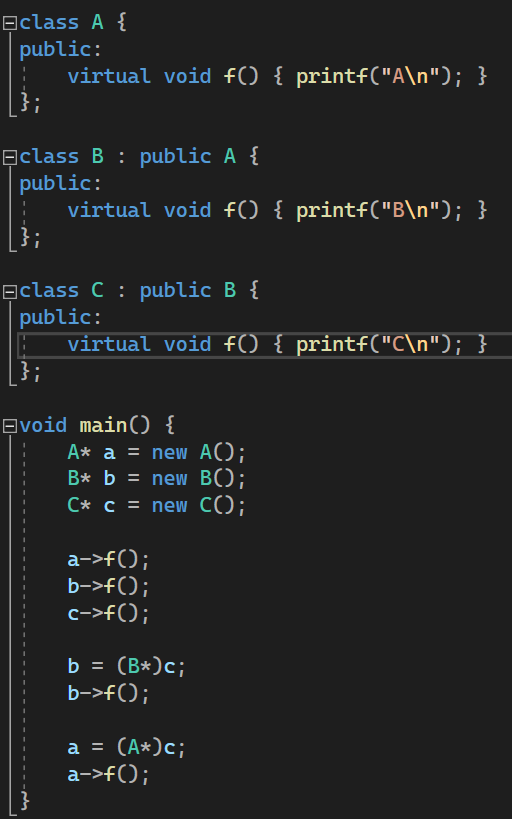 class A {
public:
    virtual void f() { printf("A\n"); }
};

class B : public A {
public:
    virtual void f() { printf("B\n"); }
};

class C : public B {
public:
    virtual void f() { printf("C\n"); }
};

void main() {
    A* a = new A();
    B* b = new B();
    C* c = new C();

    a->f();
    b->f();
    c->f();

    b = (B*)c;
    b->f();

    a = (A*)c;
    a->f();
}